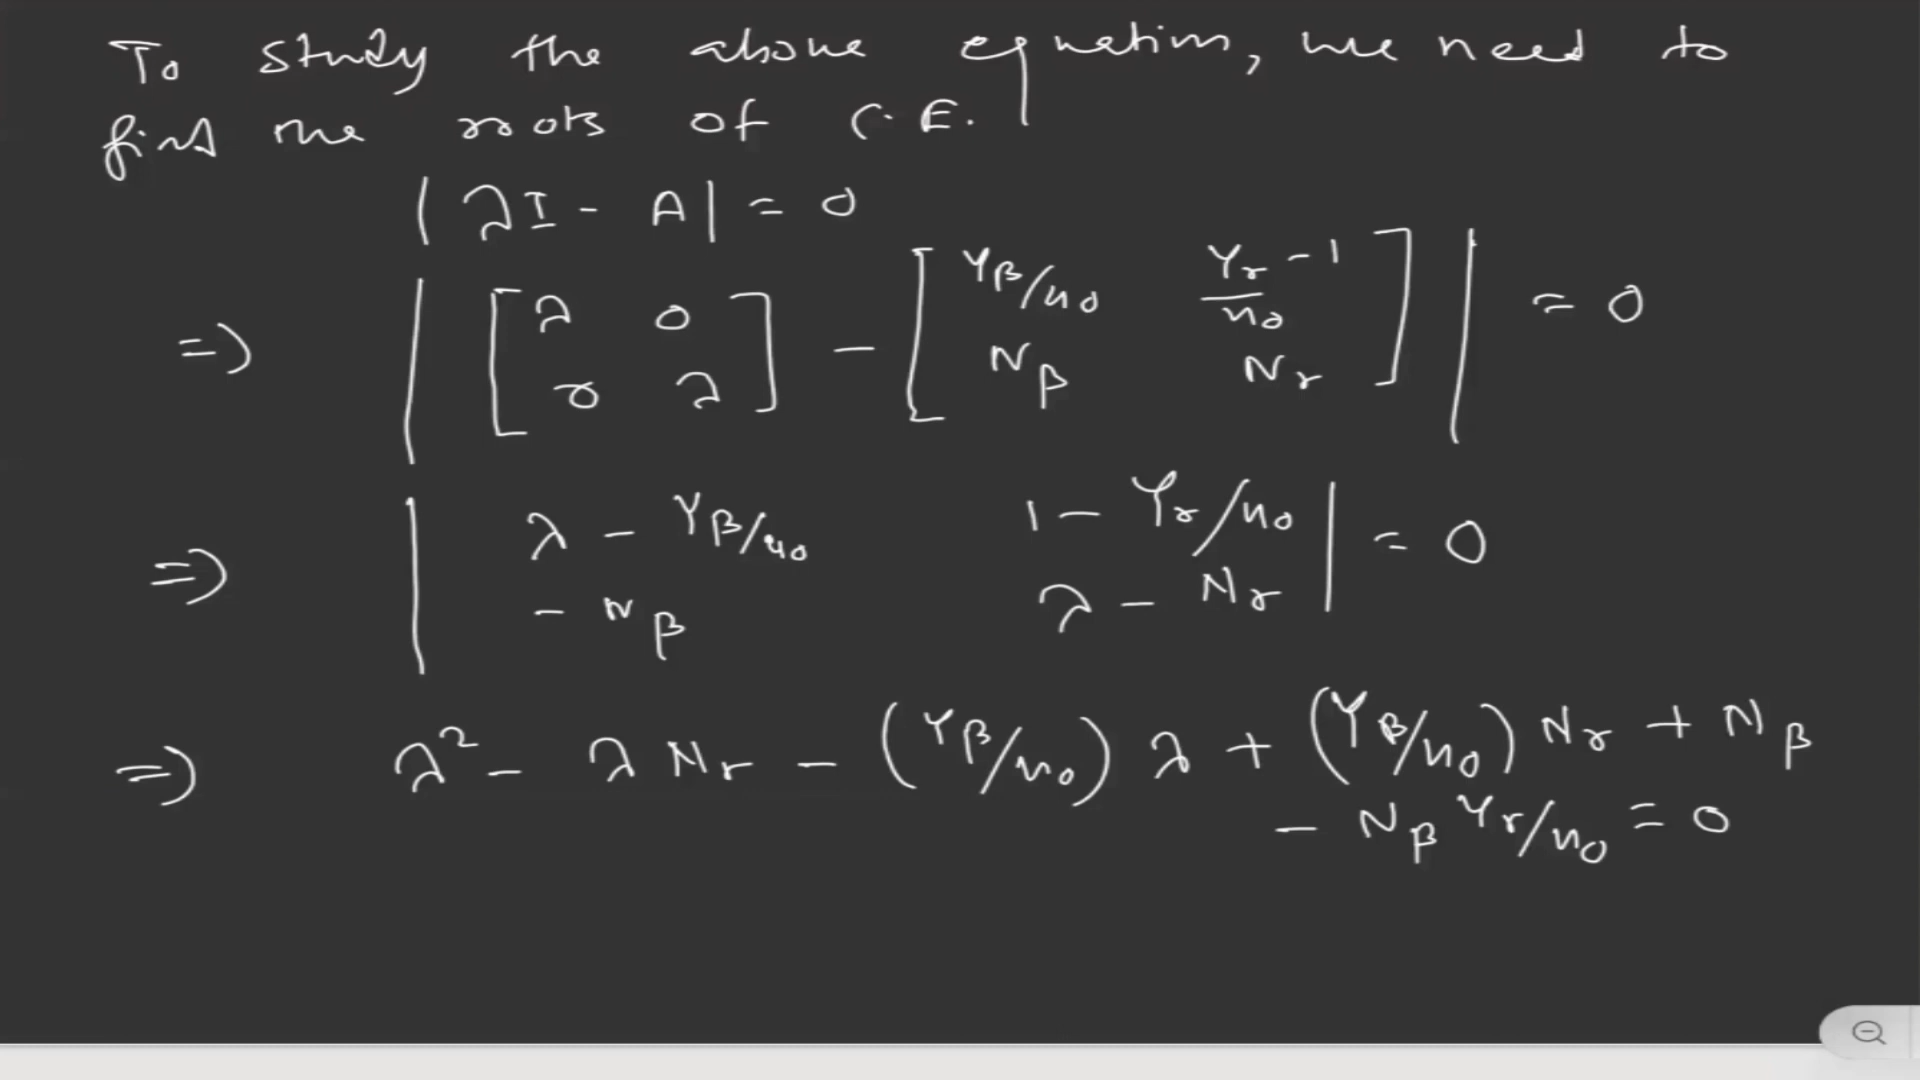 To study the above equations, we need to
find the roots of C.E.
|λI - A| = 0
=> | [λ 0; 0 λ] - [Yβ/u0 Yr/u0 - 1; Nβ Nr] | = 0
=> | λ - Yβ/u0 1 - Yr/u0; - Nβ λ - Nr | = 0
=> λ² - λ Nr - (Yβ/u0) λ + (Yβ/u0) Nr + Nβ
- Nβ Yr/u0 = 0